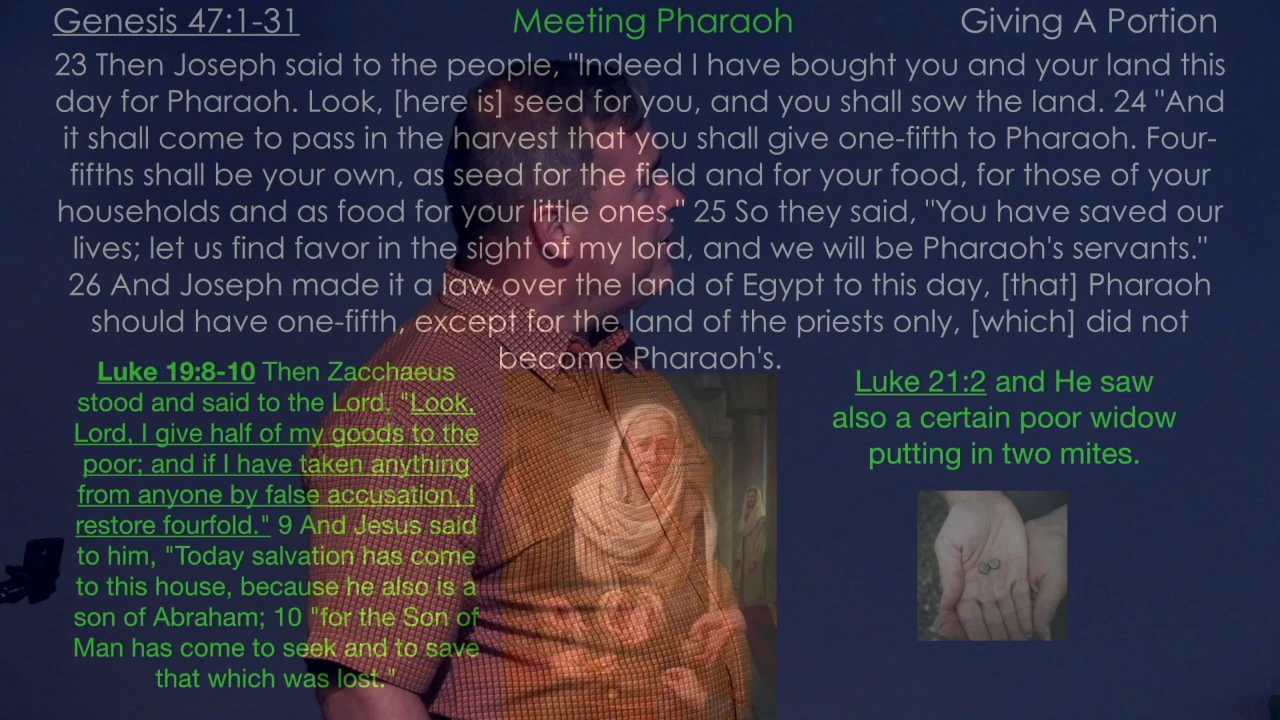 Genesis 47:1-31 Meeting Pharaoh Giving A Portion
23 Then Joseph said to the people, "Indeed I have bought you and your land this
day for Pharaoh. Look, [here is] seed for you, and you shall sow the land. 24 "And
it shall come to pass in the harvest that you shall give one-fifth to Pharaoh. Four-
fifths shall be your own, as seed for the field and for your food, for those of your
households and as food for your little ones." 25 So they said, "You have saved our
lives; let us find favor in the sight of my lord, and we will be Pharaoh's servants."
26 And Joseph made it a law over the land of Egypt to this day, [that] Pharaoh
should have one-fifth, except for the land of the priests only, [which] did not
become Pharaoh's.
Luke 19:8-10 Then Zacchaeus
stood and said to the Lord, "Look,
Lord, I give half of my goods to the
poor; and if I have taken anything
from anyone by false accusation, I
restore fourfold." 9 And Jesus said
to him, "Today salvation has come
to this house, because he also is a
son of Abraham; 10 "for the Son of
Man has come to seek and to save
that which was lost."
Luke 21:2 and He saw
also a certain poor widow
putting in two mites.